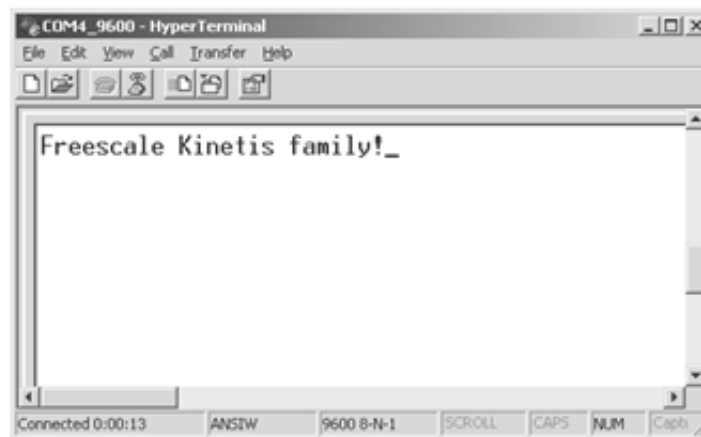 COM4_9600 - HyperTerminal
File Edit View Call Transfer Help
Freescale Kinetis family!_
Connected 0:00:13 ANSIW 9600 8-N-1 SCROLL CAPS NUM